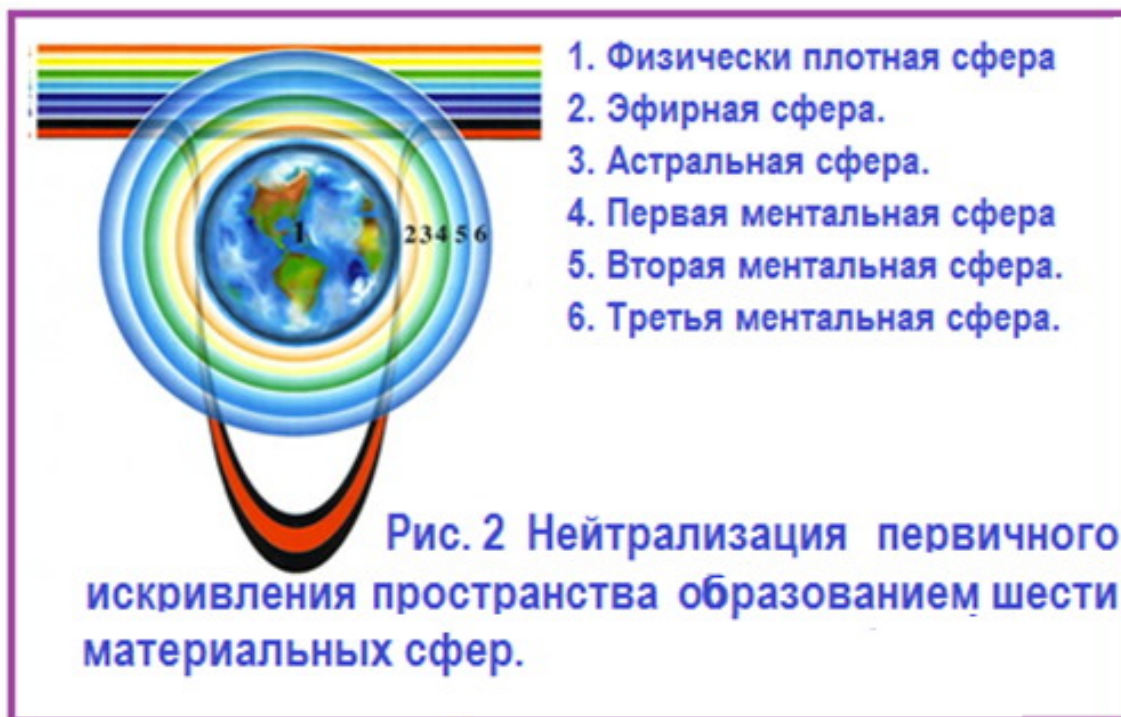 1. Физически плотная сфера
2. Эфирная сфера.
3. Астральная сфера.
4. Первая ментальная сфера
5. Вторая ментальная сфера.
6. Третья ментальная сфера.
1 2 3 4 5 6
Рис. 2 Нейтрализация первичного
искривления пространства образованием шести
материальных сфер.